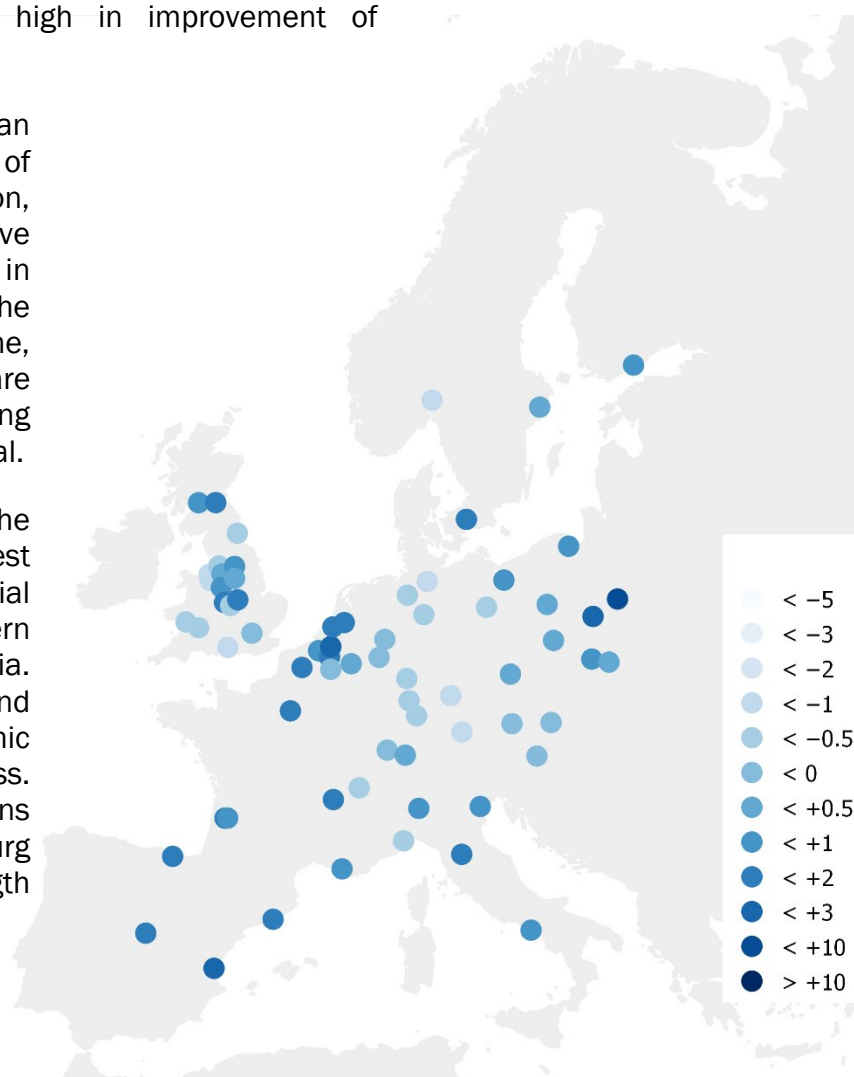 high in improvement of
an
of
on,
ve
in
he
ne,
are
ng
al.
he
est
ial
ern
ia.
nd
nic
ss.
ns
urg
gth
< −5
< −3
< −2
< −1
< −0.5
< 0
< +0.5
< +1
< +2
< +3
< +10
> +10